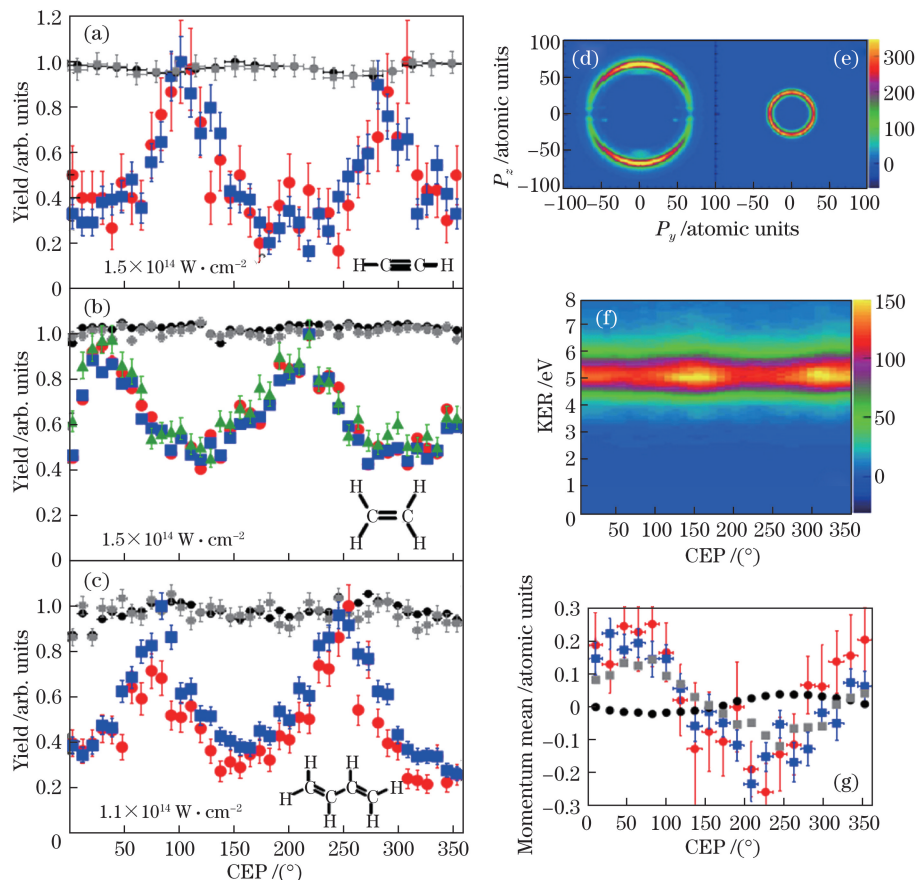 (a)
1.2
1.0
0.8
0.6
0.4
0.2
0
Yield /arb. units
1.5×10¹⁴ W·cm⁻²
H C C H
(b)
1.0
0.8
0.6
0.4
0.2
0
Yield /arb. units
1.5×10¹⁴ W·cm⁻²
H H
C C
H H
(c)
1.0
0.8
0.6
0.4
0.2
0
Yield /arb. units
1.1×10¹⁴ W·cm⁻²
H H
C C
H C C H
H H
50 100 150 200 250 300 350
CEP /(°)
(d) (e)
100
50
0
−50
−100
P_z /atomic units
−100 −50 0 50 100 −50 0 50 100
P_y /atomic units
300
200
100
0
(f)
8
7
6
5
4
3
2
1
0
KER /eV
50 100 150 200 250 300 350
CEP /(°)
150
100
50
0
0.3
0.2
0.1
0
−0.1
−0.2
−0.3
Momentum mean /atomic units
(g)
0 50 100 150 200 250 300 350
CEP /(°)